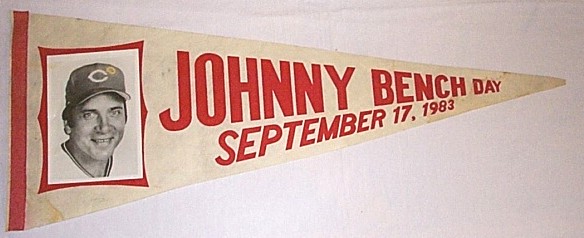 JOHNNY BENCH DAY
SEPTEMBER 17, 1983